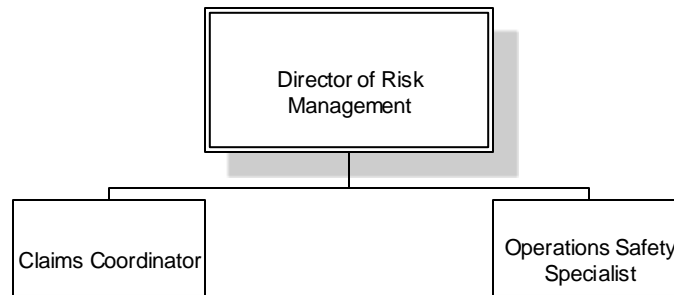 Director of Risk
Management
Claims Coordinator
Operations Safety
Specialist